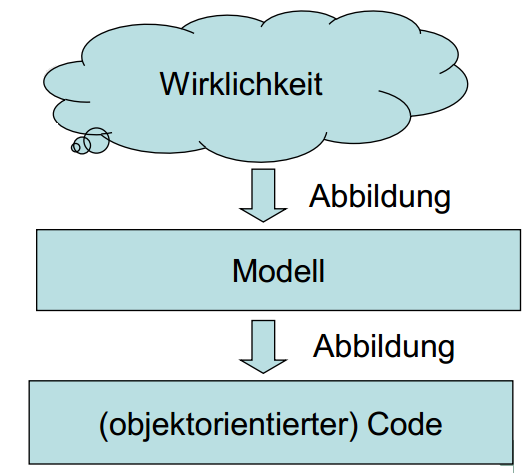 Wirklichkeit
Abbildung
Modell
Abbildung
(objektorientierter) Code